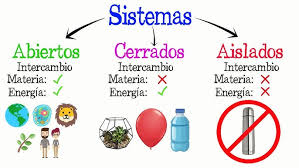 Sistemas
Abiertos
Intercambio
Materia: ✓
Energía: ✓
Cerrados
Intercambio
Materia: ✗
Energía: ✓
Aislados
Intercambio
Materia: ✗
Energía: ✗